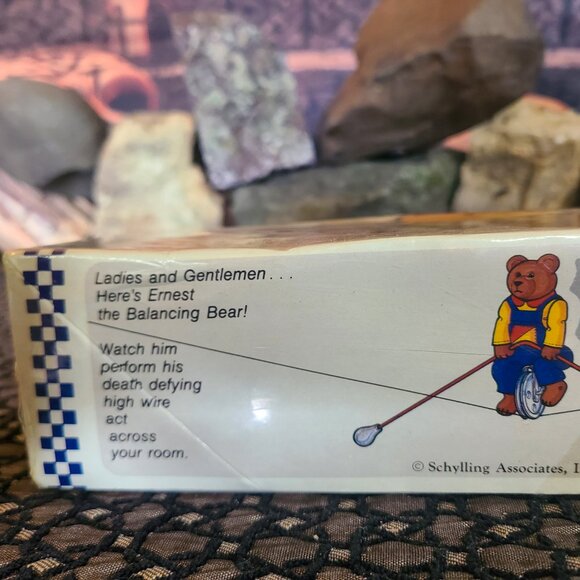 Ladies and Gentlemen . . .
Here's Ernest
the Balancing Bear!
Watch him
perform his
death defying
high wire
act
across
your room.
© Schylling Associates, I